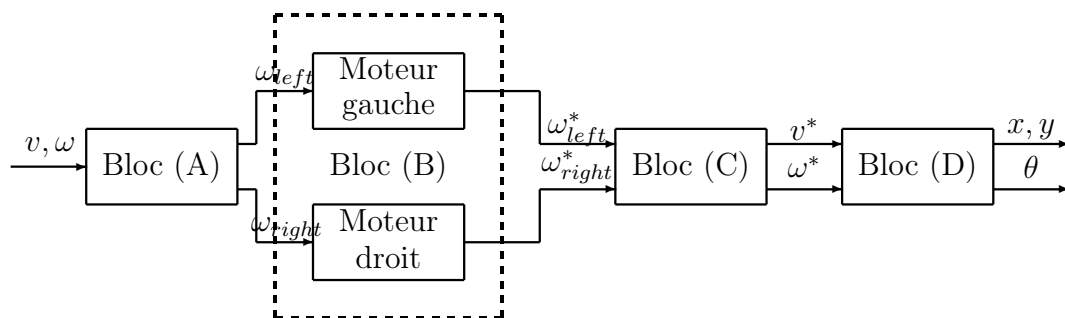 v, ω
Bloc (A)
ω_left
ω_right
Moteur
gauche
Bloc (B)
Moteur
droit
ω*_left
ω*_right
Bloc (C)
v*
ω*
Bloc (D)
x, y
θ